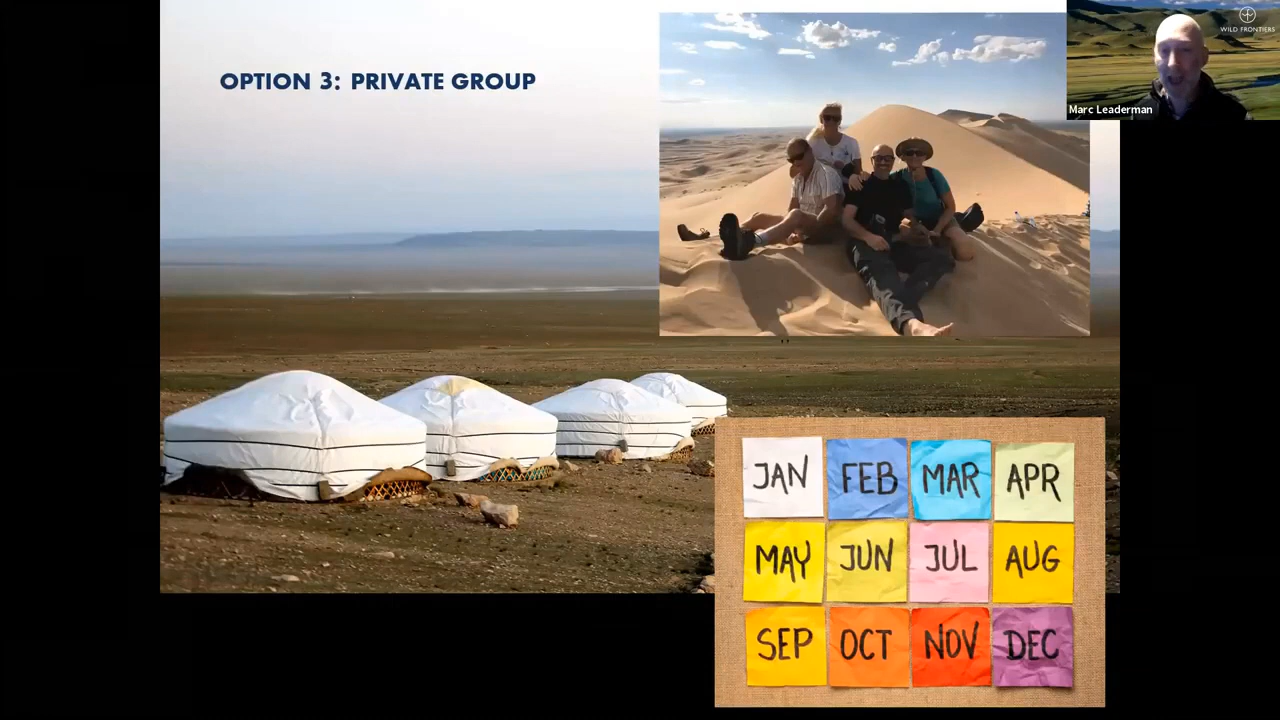 OPTION 3: PRIVATE GROUP
WILD FRONTIERS
Marc Leaderman
JAN FEB MAR APR
MAY JUN JUL AUG
SEP OCT NOV DEC